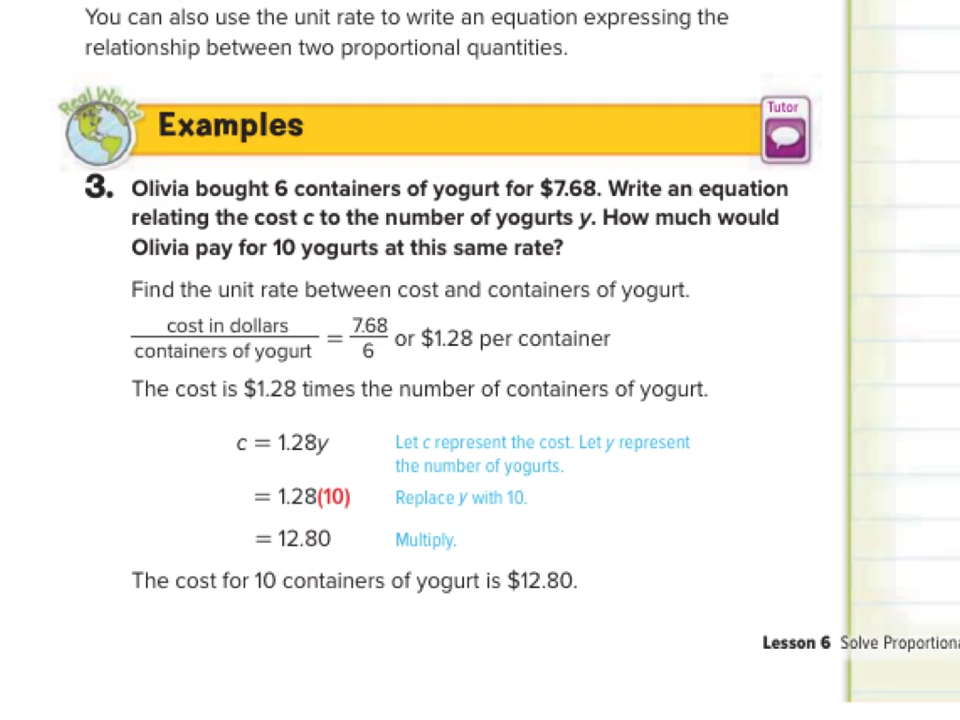 You can also use the unit rate to write an equation expressing the
relationship between two proportional quantities.
Real World
Examples
Tutor
3. Olivia bought 6 containers of yogurt for $7.68. Write an equation
relating the cost c to the number of yogurts y. How much would
Olivia pay for 10 yogurts at this same rate?
Find the unit rate between cost and containers of yogurt.
cost in dollars / containers of yogurt = 7.68 / 6 or $1.28 per container
The cost is $1.28 times the number of containers of yogurt.
c = 1.28y Let c represent the cost. Let y represent
the number of yogurts.
= 1.28(10) Replace y with 10.
= 12.80 Multiply.
The cost for 10 containers of yogurt is $12.80.
Lesson 6 Solve Proportiona